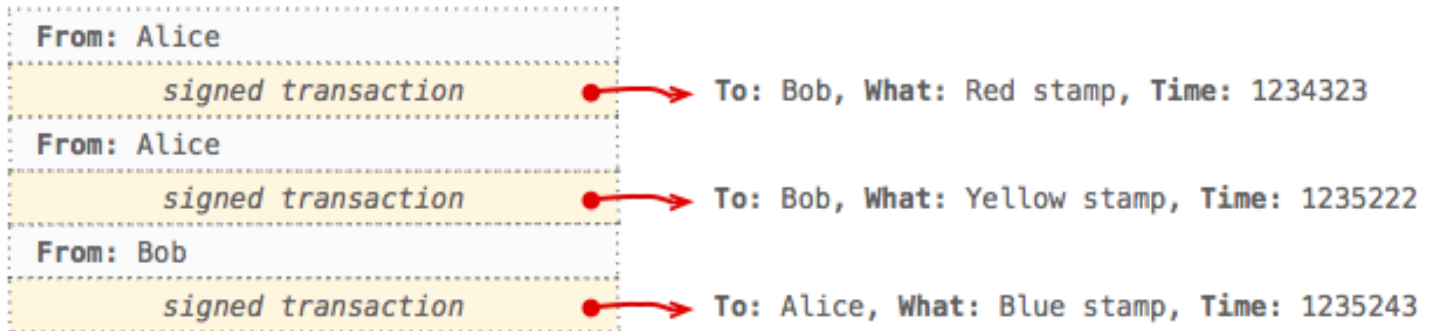 From: Alice
signed transaction To: Bob, What: Red stamp, Time: 1234323
From: Alice
signed transaction To: Bob, What: Yellow stamp, Time: 1235222
From: Bob
signed transaction To: Alice, What: Blue stamp, Time: 1235243